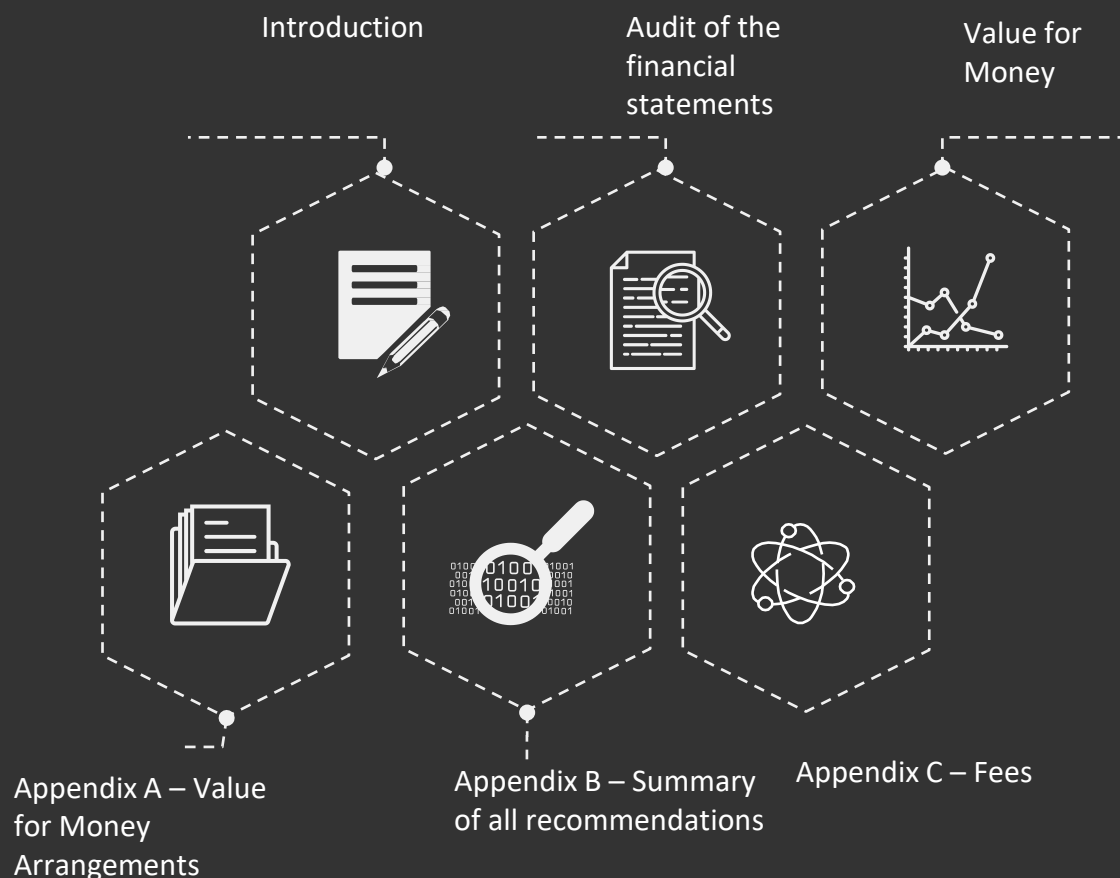 Introduction
Audit of the
financial
statements
Value for
Money
Appendix A – Value
for Money
Arrangements
Appendix B – Summary
of all recommendations
Appendix C – Fees